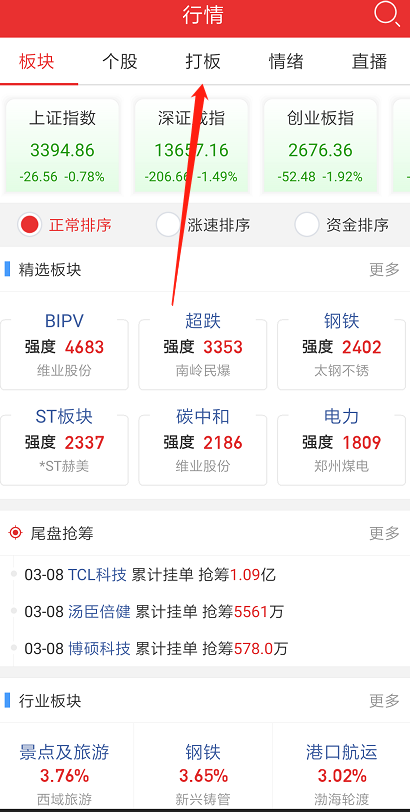 行情
板块 个股 打板 情绪 直播
上证指数 深证成指 创业板指
3394.86 13657.16 2676.36
-26.56 -0.78% -206.66 -1.49% -52.48 -1.92%
正常排序 涨速排序 资金排序
精选板块 更多
BIPV 超跌 钢铁
强度 4683 强度 3353 强度 2402
维业股份 南岭民爆 太钢不锈
ST板块 碳中和 电力
强度 2337 强度 2186 强度 1809
*ST赫美 维业股份 郑州煤电
尾盘抢筹 更多
03-08 TCL科技 累计挂单 抢筹1.09亿
03-08 汤臣倍健 累计挂单 抢筹5561万
03-08 博硕科技 累计挂单 抢筹578.0万
行业板块 更多
景点及旅游 钢铁 港口航运
3.76% 3.65% 3.02%
西域旅游 新兴铸管 渤海轮渡